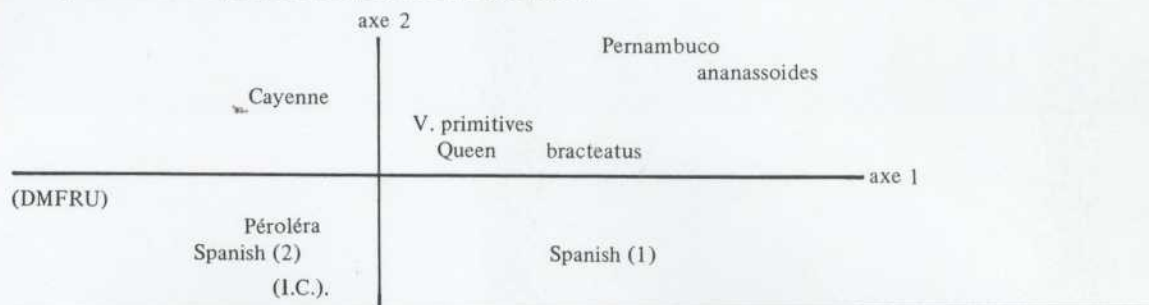 axe 2
Pernambuco
ananassoides
Cayenne
V. primitives
Queen bracteatus
axe 1
(DMFRU)
Péroléra
Spanish (2) Spanish (1)
(I.C.).